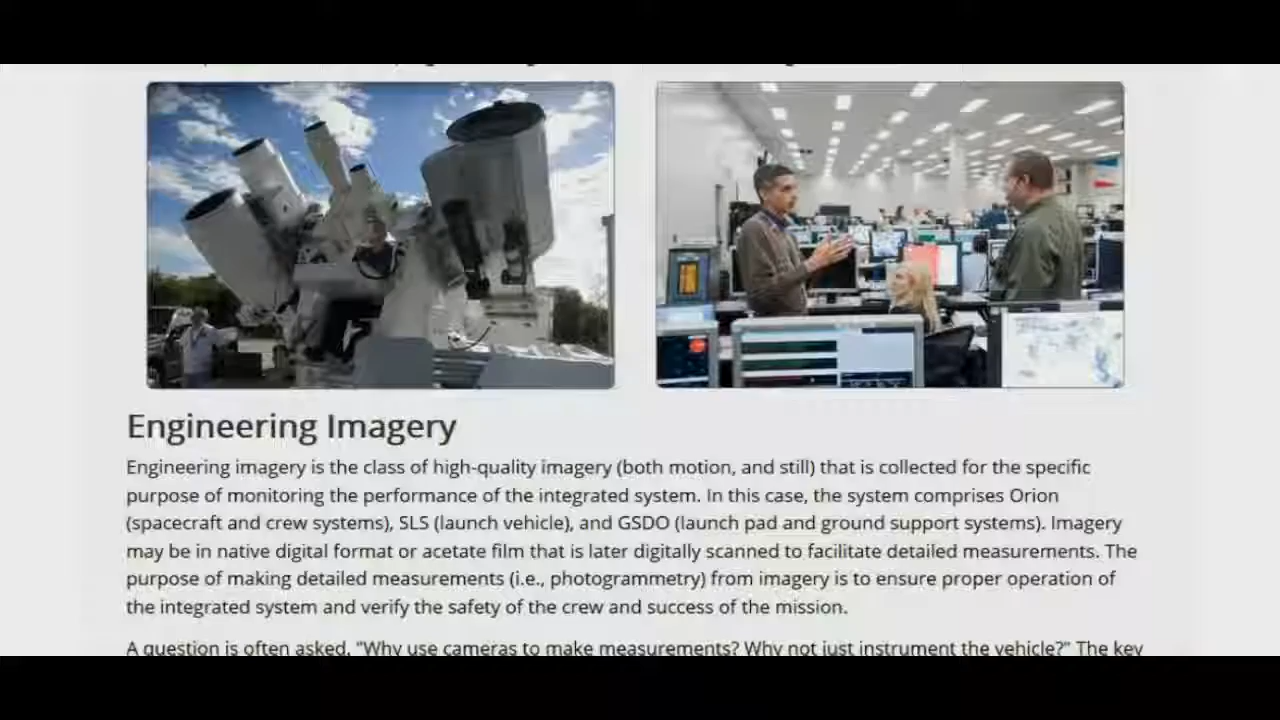 Engineering Imagery
Engineering imagery is the class of high-quality imagery (both motion, and still) that is collected for the specific
purpose of monitoring the performance of the integrated system. In this case, the system comprises Orion
(spacecraft and crew systems), SLS (launch vehicle), and GSDO (launch pad and ground support systems). Imagery
may be in native digital format or acetate film that is later digitally scanned to facilitate detailed measurements. The
purpose of making detailed measurements (i.e., photogrammetry) from imagery is to ensure proper operation of
the integrated system and verify the safety of the crew and success of the mission.
A question is often asked, "Why use cameras to make measurements? Why not just instrument the vehicle?" The key